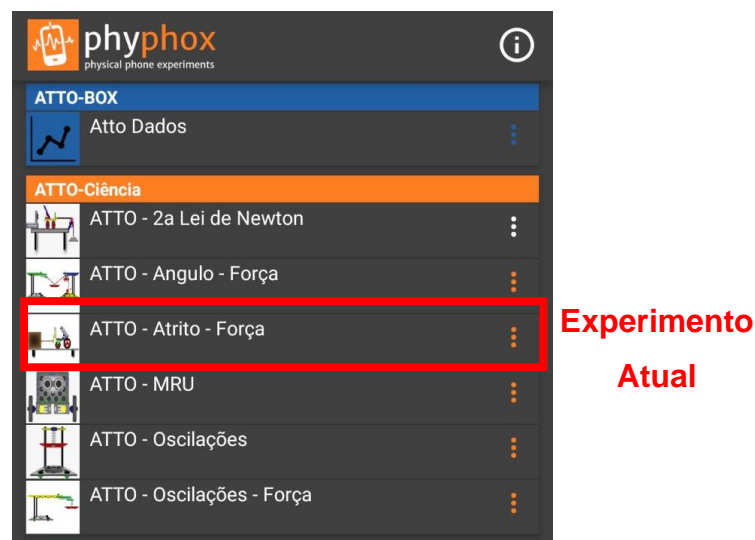 phyphox
physical phone experiments
ATTO-BOX
Atto Dados
ATTO-Ciência
ATTO - 2a Lei de Newton
ATTO - Angulo - Força
ATTO - Atrito - Força
ATTO - MRU
ATTO - Oscilações
ATTO - Oscilações - Força
Experimento
Atual